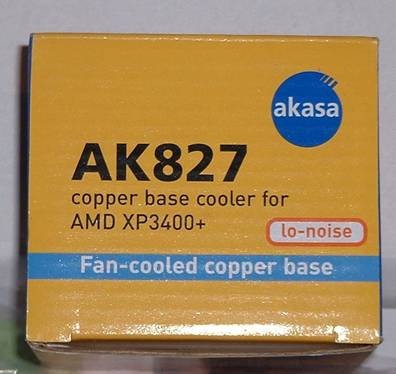 akasa
AK827
copper base cooler for
AMD XP3400+
lo-noise
Fan-cooled copper base